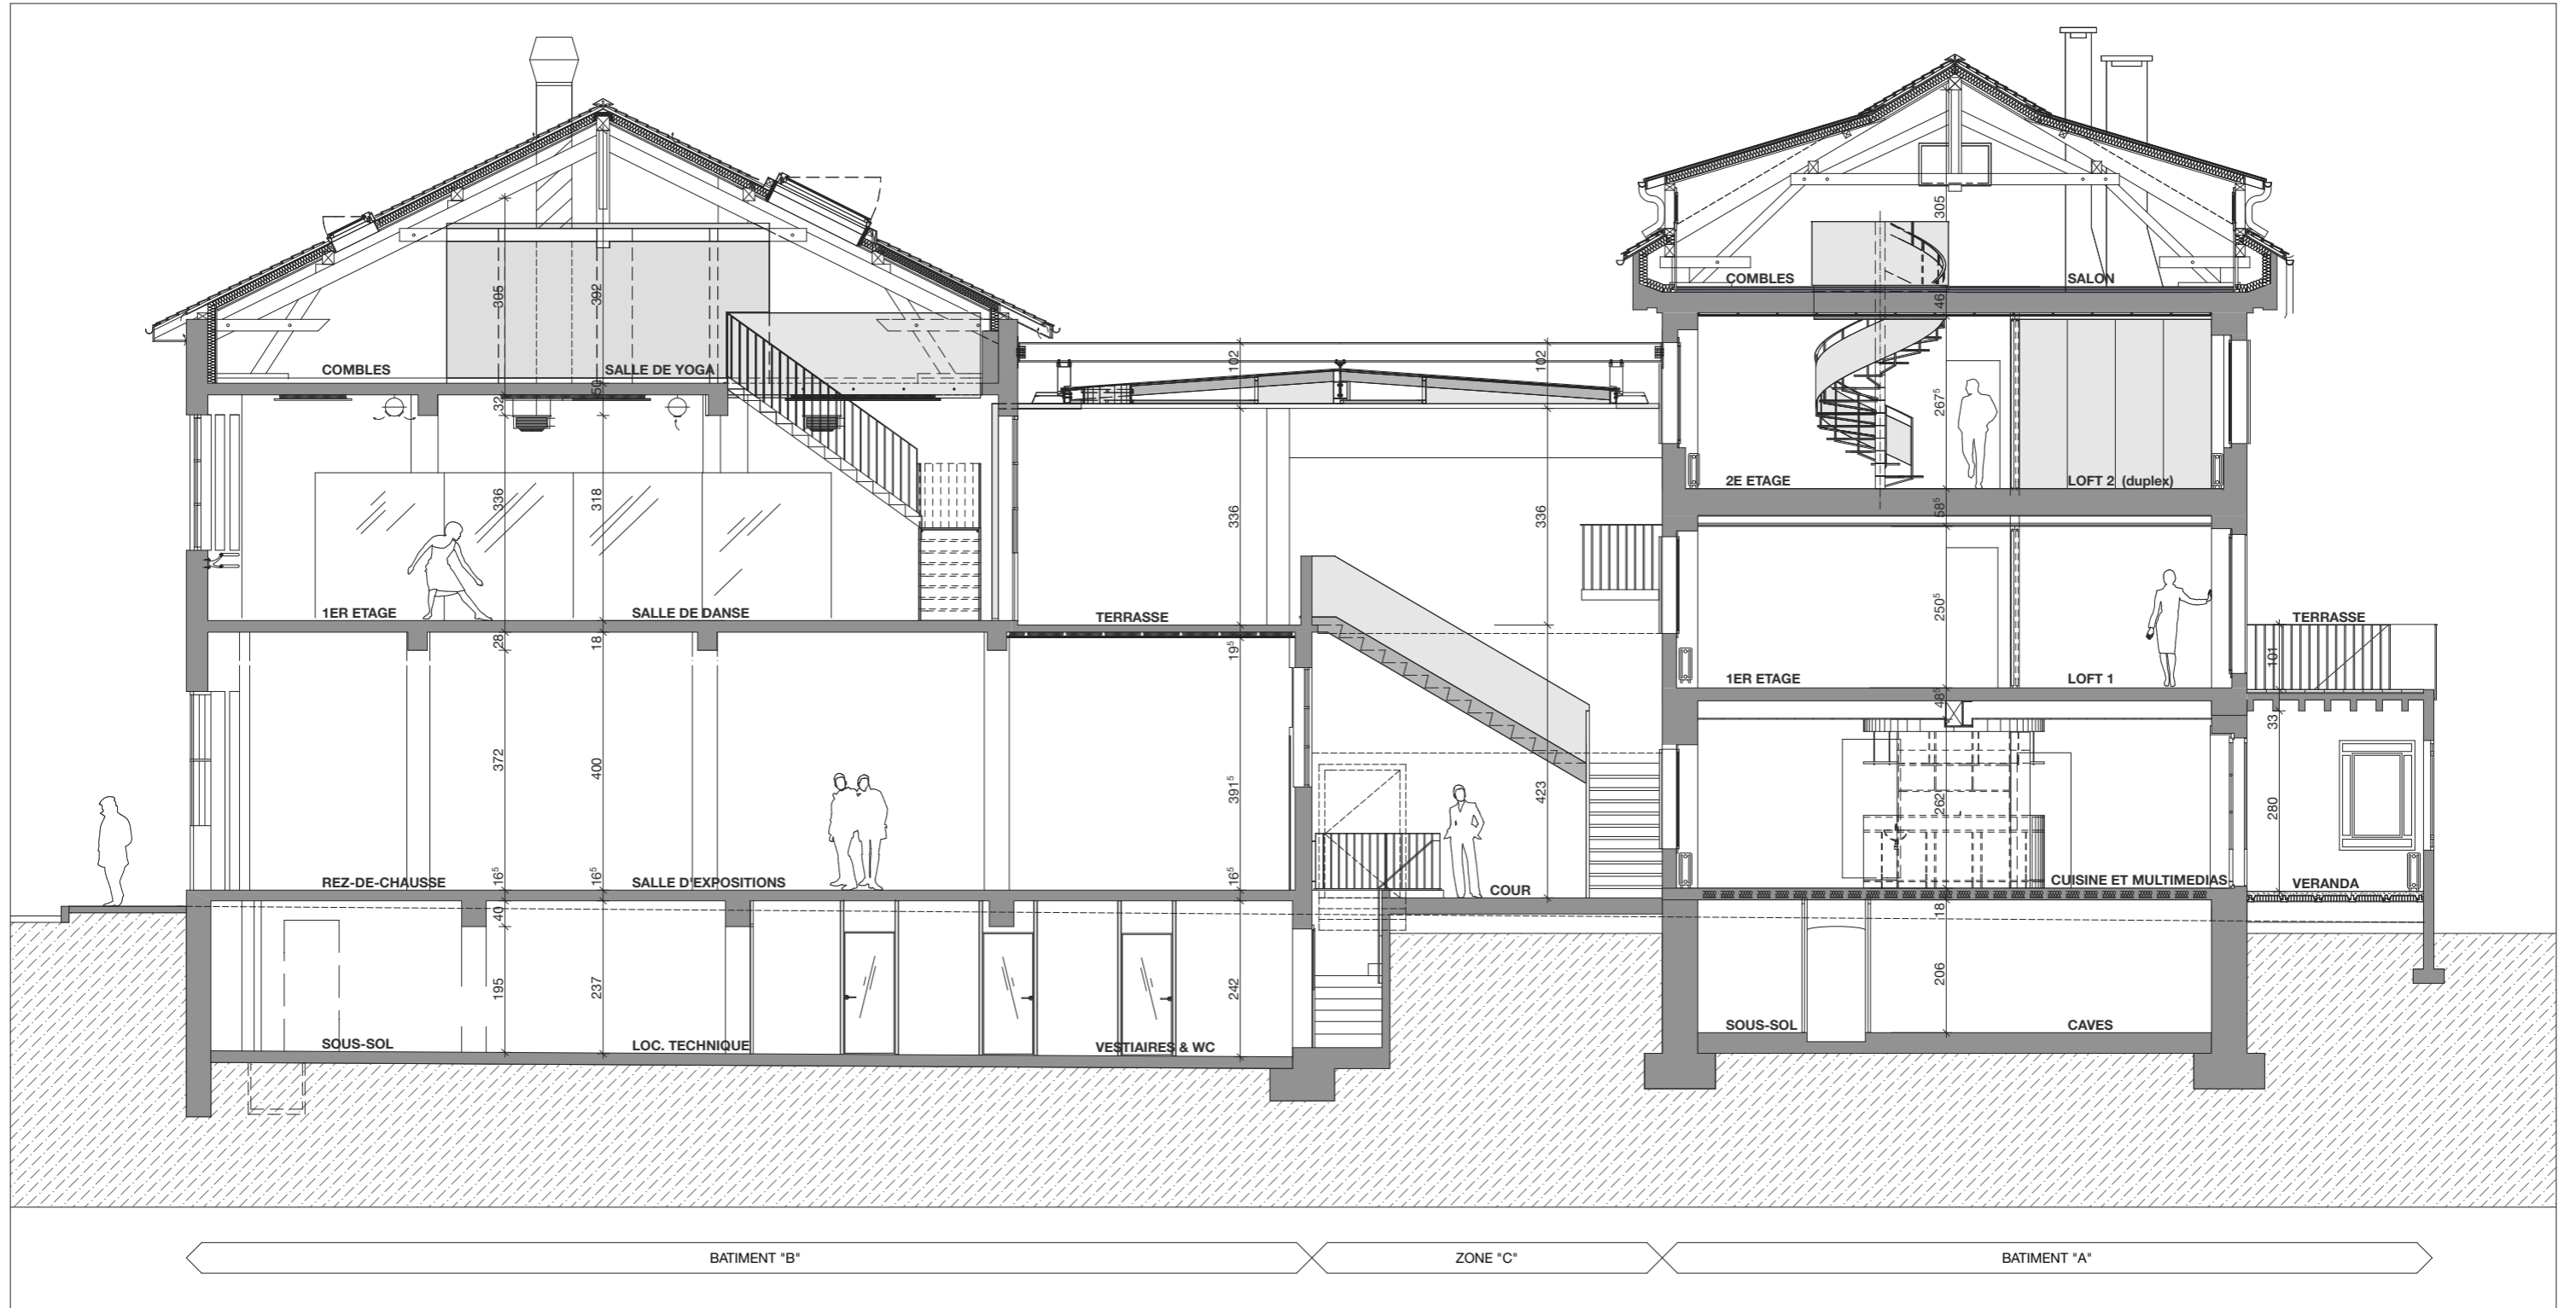 305
COMBLES SALON
46
305 392
102 102
COMBLES SALLE DE YOGA
50
32
267⁵
2E ETAGE LOFT 2 (duplex)
336 318 336 336
58⁵
250⁵
1ER ETAGE SALLE DE DANSE TERRASSE TERRASSE
28 18 19⁵
101
1ER ETAGE LOFT 1
48⁵
33
372 400 391⁵ 423 262 280
16⁵ 16⁵ 16⁵
REZ-DE-CHAUSSE SALLE D'EXPOSITIONS COUR CUISINE ET MULTIMEDIAS VERANDA
40 18
195 237 242 206
SOUS-SOL CAVES
SOUS-SOL LOC. TECHNIQUE VESTIAIRES & WC
BATIMENT "B" ZONE "C" BATIMENT "A"